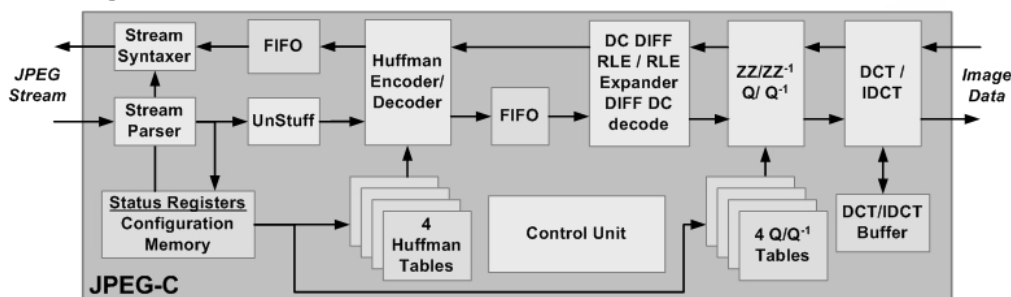 Stream
Syntaxer
FIFO
Huffman
Encoder/
Decoder
DC DIFF
RLE / RLE
Expander
DIFF DC
decode
ZZ/ZZ⁻¹
Q/ Q⁻¹
DCT /
IDCT
JPEG
Stream
Image
Data
Stream
Parser
UnStuff
FIFO
Status Registers
Configuration
Memory
4
Huffman
Tables
Control Unit
4 Q/Q⁻¹
Tables
DCT/IDCT
Buffer
JPEG-C